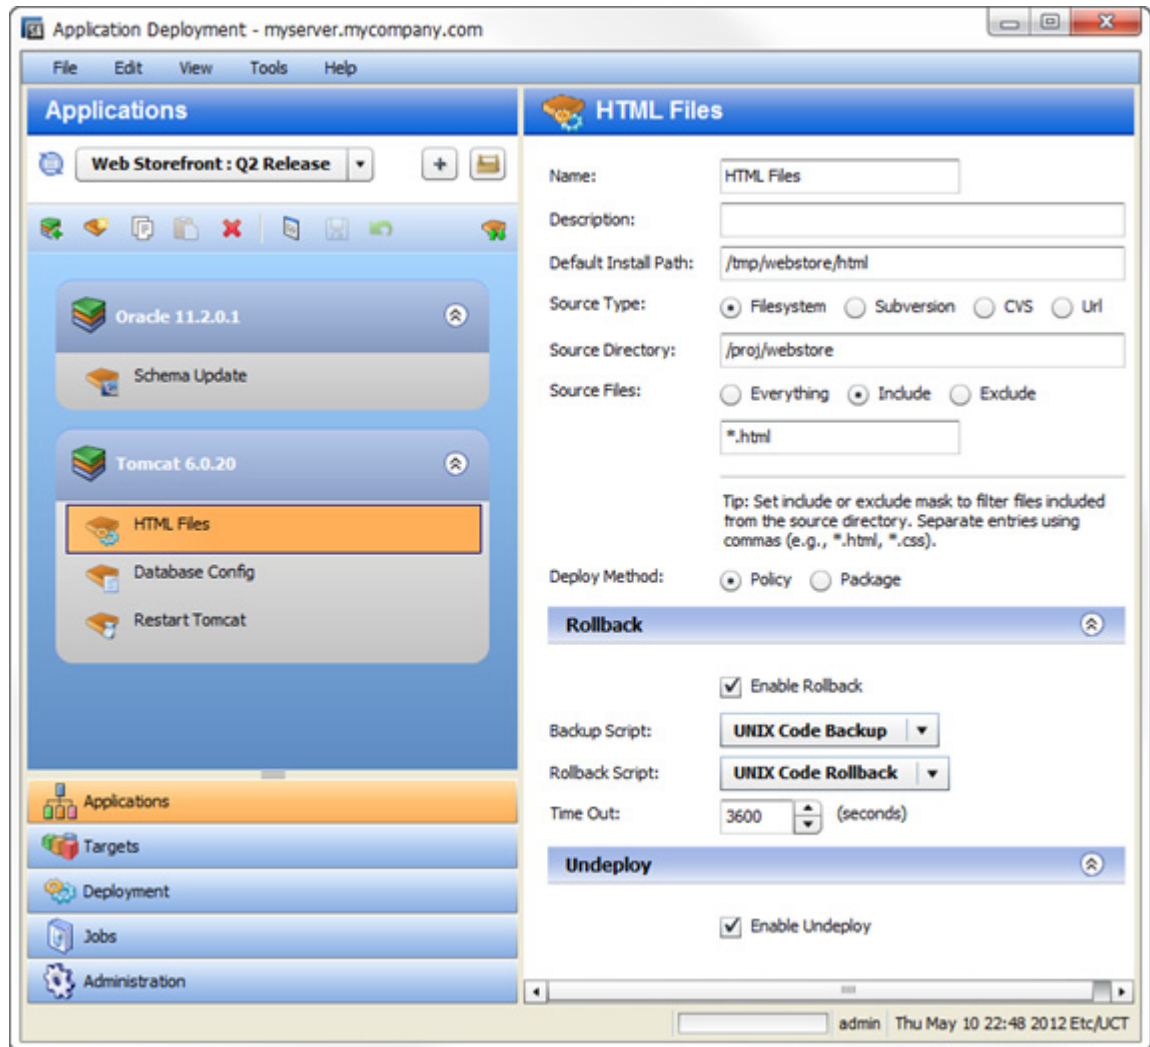 Application Deployment - myserver.mycompany.com
File Edit View Tools Help
Applications
Web Storefront : Q2 Release
Oracle 11.2.0.1
Schema Update
Tomcat 6.0.20
HTML Files
Database Config
Restart Tomcat
Applications
Targets
Deployment
Jobs
Administration
HTML Files
Name: HTML Files
Description:
Default Install Path: /tmp/webstore/html
Source Type: Filesystem Subversion CVS Url
Source Directory: /proj/webstore
Source Files: Everything Include Exclude
*.html
Tip: Set include or exclude mask to filter files included
from the source directory. Separate entries using
commas (e.g., *.html, *.css).
Deploy Method: Policy Package
Rollback
Enable Rollback
Backup Script: UNIX Code Backup
Rollback Script: UNIX Code Rollback
Time Out: 3600 (seconds)
Undeploy
Enable Undeploy
admin Thu May 10 22:48 2012 Etc/UCT